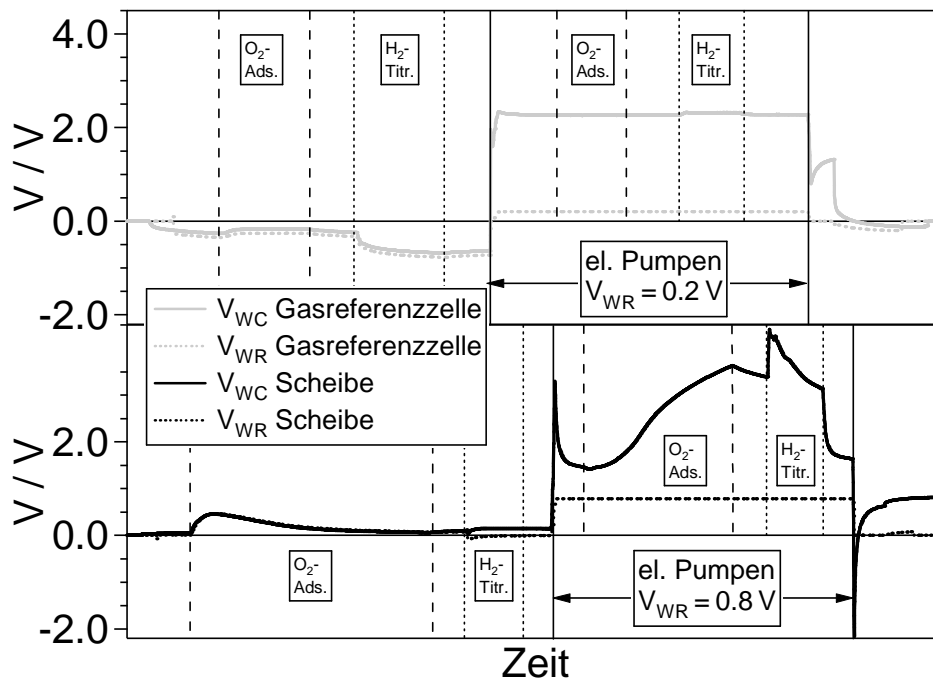 4.0
2.0
0.0
-2.0
V / V
O2-
Ads.
H2-
Titr.
O2-
Ads.
H2-
Titr.
el. Pumpen
VWR = 0.2 V
VWC Gasreferenzzelle
VWR Gasreferenzzelle
VWC Scheibe
VWR Scheibe
2.0
0.0
-2.0
V / V
O2-
Ads.
H2-
Titr.
O2-
Ads.
H2-
Titr.
el. Pumpen
VWR = 0.8 V
Zeit